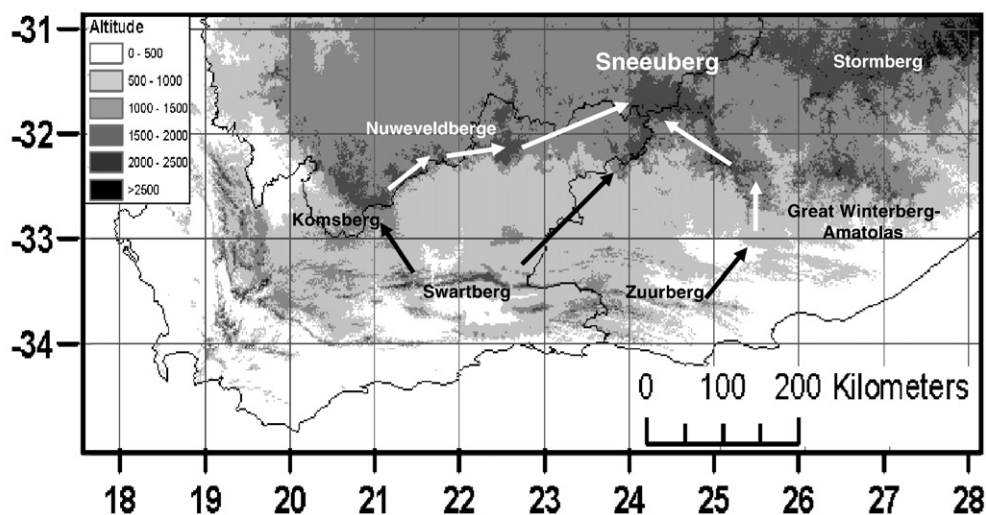 Altitude
0 - 500
500 - 1000
1000 - 1500
1500 - 2000
2000 - 2500
>2500
-31
-32
-33
-34
Sneeuberg
Stormberg
Nuweveldberge
Komsberg
Great Winterberg-
Amatolas
Swartberg
Zuurberg
0 100 200 Kilometers
18 19 20 21 22 23 24 25 26 27 28